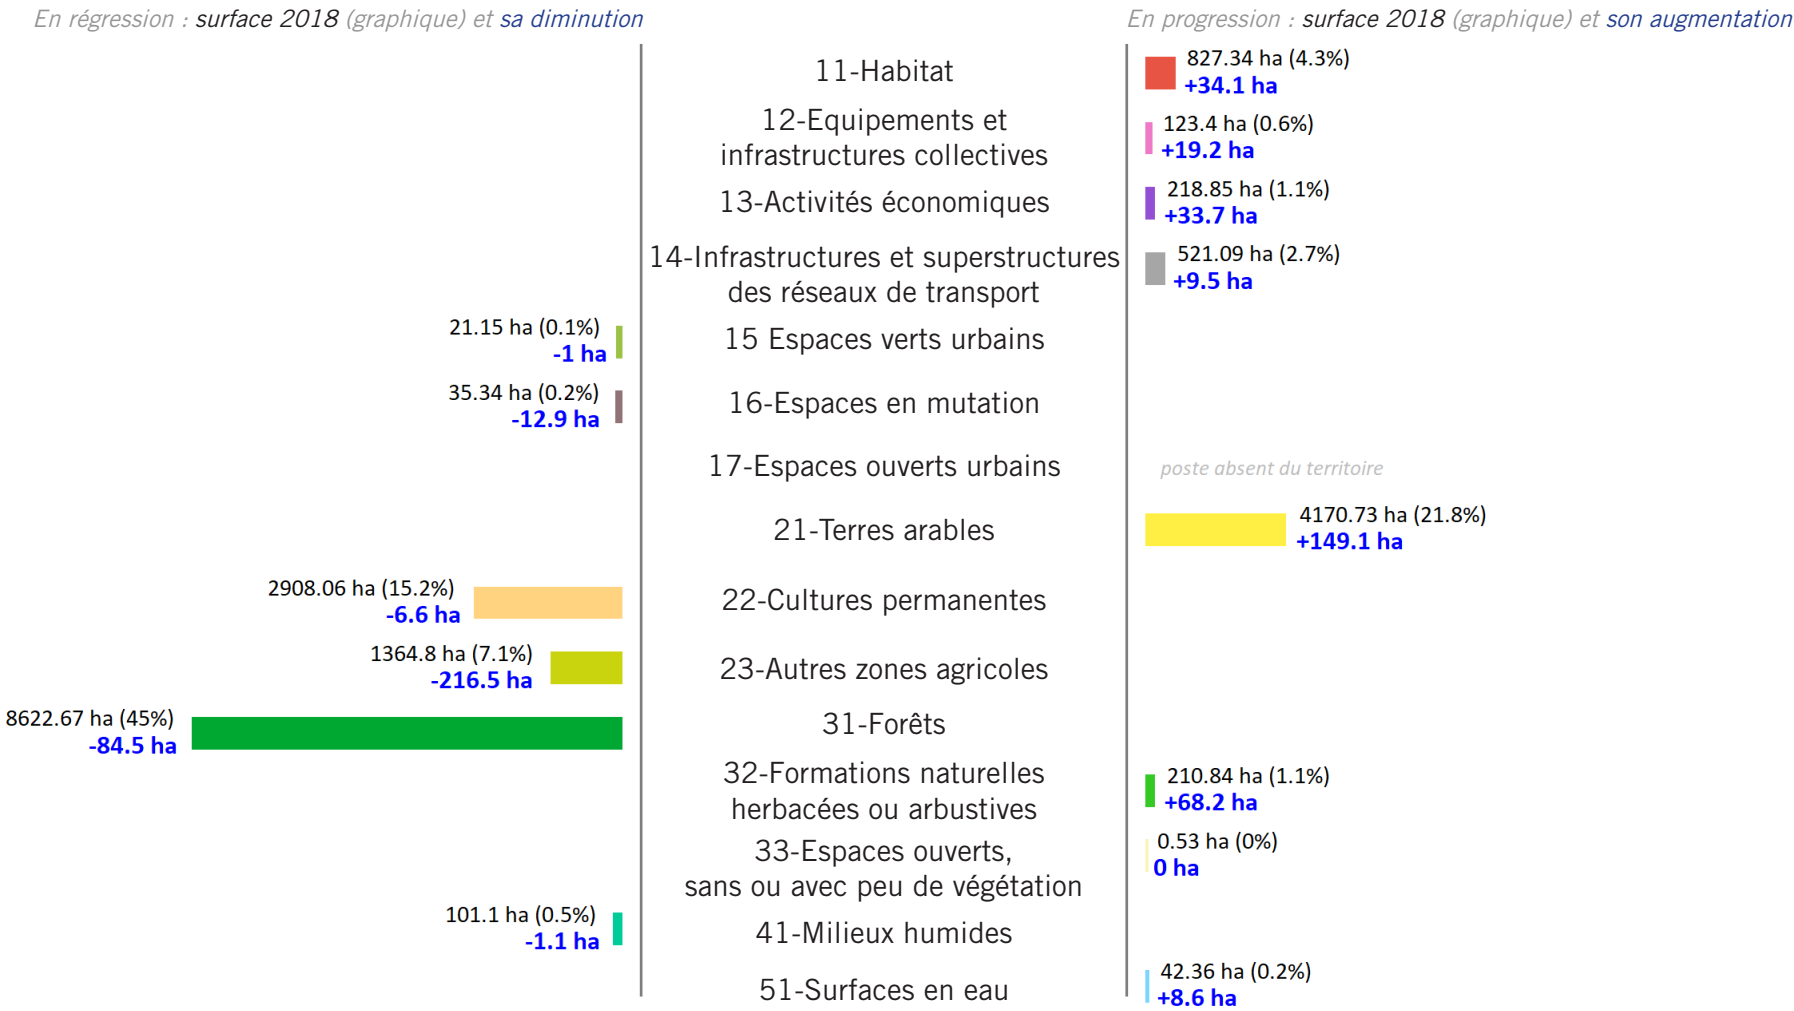 En régression : surface 2018 (graphique) et sa diminution
En progression : surface 2018 (graphique) et son augmentation
11-Habitat
827.34 ha (4.3%)
+34.1 ha
12-Equipements et
infrastructures collectives
123.4 ha (0.6%)
+19.2 ha
13-Activités économiques
218.85 ha (1.1%)
+33.7 ha
14-Infrastructures et superstructures
des réseaux de transport
521.09 ha (2.7%)
+9.5 ha
21.15 ha (0.1%)
-1 ha
15 Espaces verts urbains
35.34 ha (0.2%)
-12.9 ha
16-Espaces en mutation
17-Espaces ouverts urbains
poste absent du territoire
21-Terres arables
4170.73 ha (21.8%)
+149.1 ha
2908.06 ha (15.2%)
-6.6 ha
22-Cultures permanentes
1364.8 ha (7.1%)
-216.5 ha
23-Autres zones agricoles
8622.67 ha (45%)
-84.5 ha
31-Forêts
32-Formations naturelles
herbacées ou arbustives
210.84 ha (1.1%)
+68.2 ha
33-Espaces ouverts,
sans ou avec peu de végétation
0.53 ha (0%)
0 ha
101.1 ha (0.5%)
-1.1 ha
41-Milieux humides
51-Surfaces en eau
42.36 ha (0.2%)
+8.6 ha